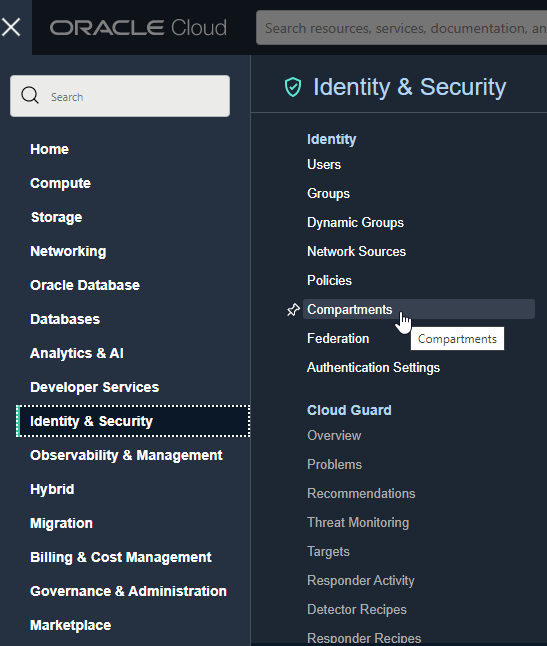 ORACLE Cloud
Search resources, services, documentation, an
Search
Home
Compute
Storage
Networking
Oracle Database
Databases
Analytics & AI
Developer Services
Identity & Security
Observability & Management
Hybrid
Migration
Billing & Cost Management
Governance & Administration
Marketplace
Identity & Security
Identity
Users
Groups
Dynamic Groups
Network Sources
Policies
Compartments
Compartments
Federation
Authentication Settings
Cloud Guard
Overview
Problems
Recommendations
Threat Monitoring
Targets
Responder Activity
Detector Recipes
Responder Recipes